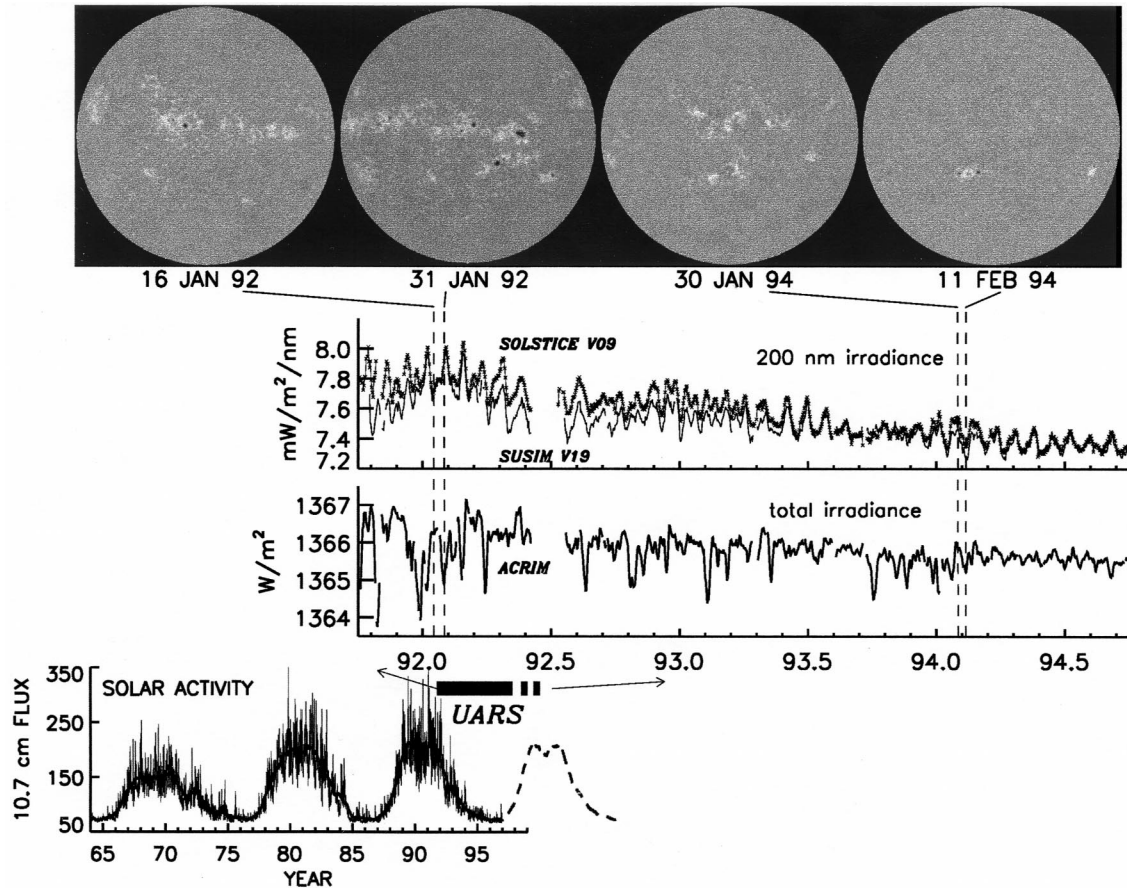 16 JAN 92 31 JAN 92 30 JAN 94 11 FEB 94
8.0
7.8
7.6
7.4
7.2
mW/m²/nm
SOLSTICE V09
200 nm irradiance
SUSIM V19
1367
1366
1365
1364
W/m²
total irradiance
ACRIM
92.0 92.5 93.0 93.5 94.0 94.5
350
250
150
50
10.7 cm FLUX
SOLAR ACTIVITY
UARS
65 70 75 80 85 90 95
YEAR